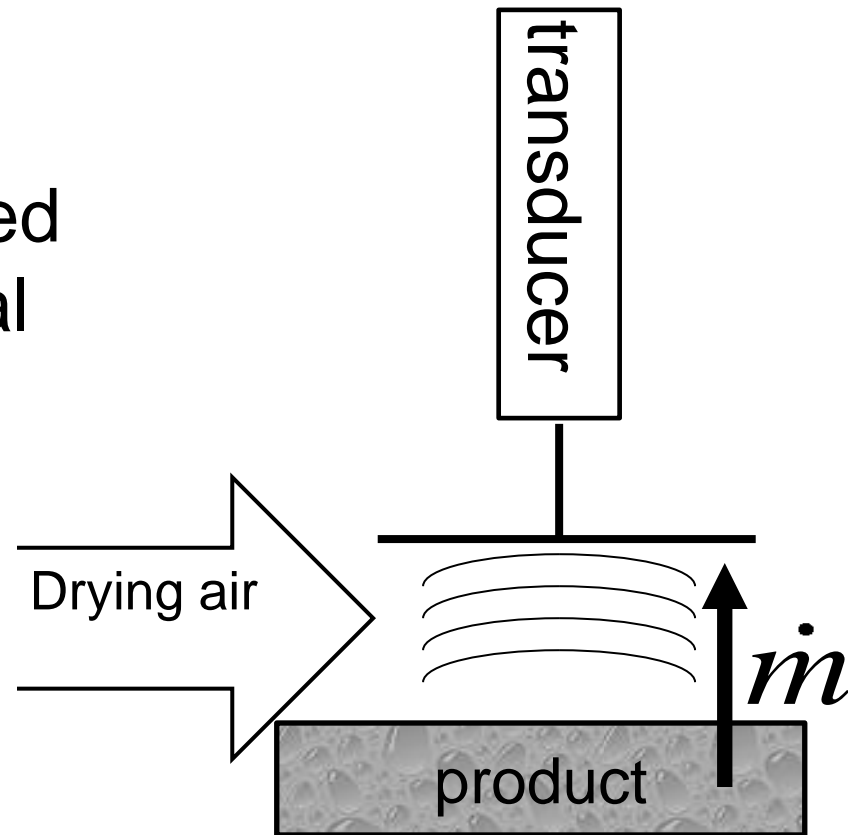 transducer
ed
al
Drying air
ṁ
product